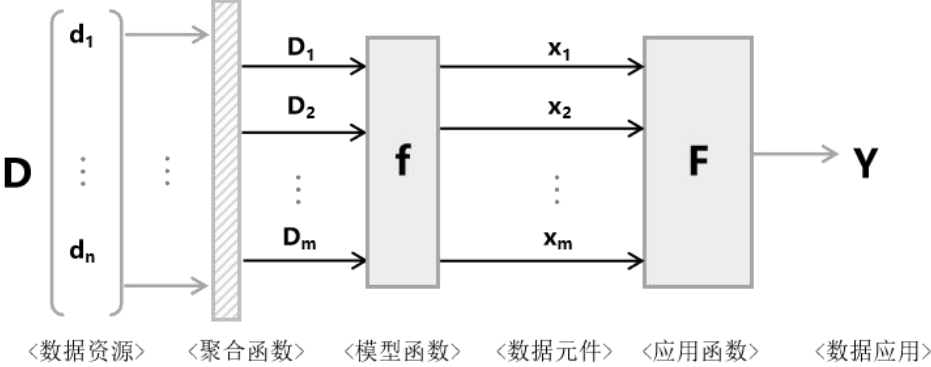 D
d1
⋮
dn
⋮
D1
D2
⋮
Dm
f
x1
x2
⋮
xm
F
Y
<数据资源>
<聚合函数>
<模型函数>
<数据元件>
<应用函数>
<数据应用>